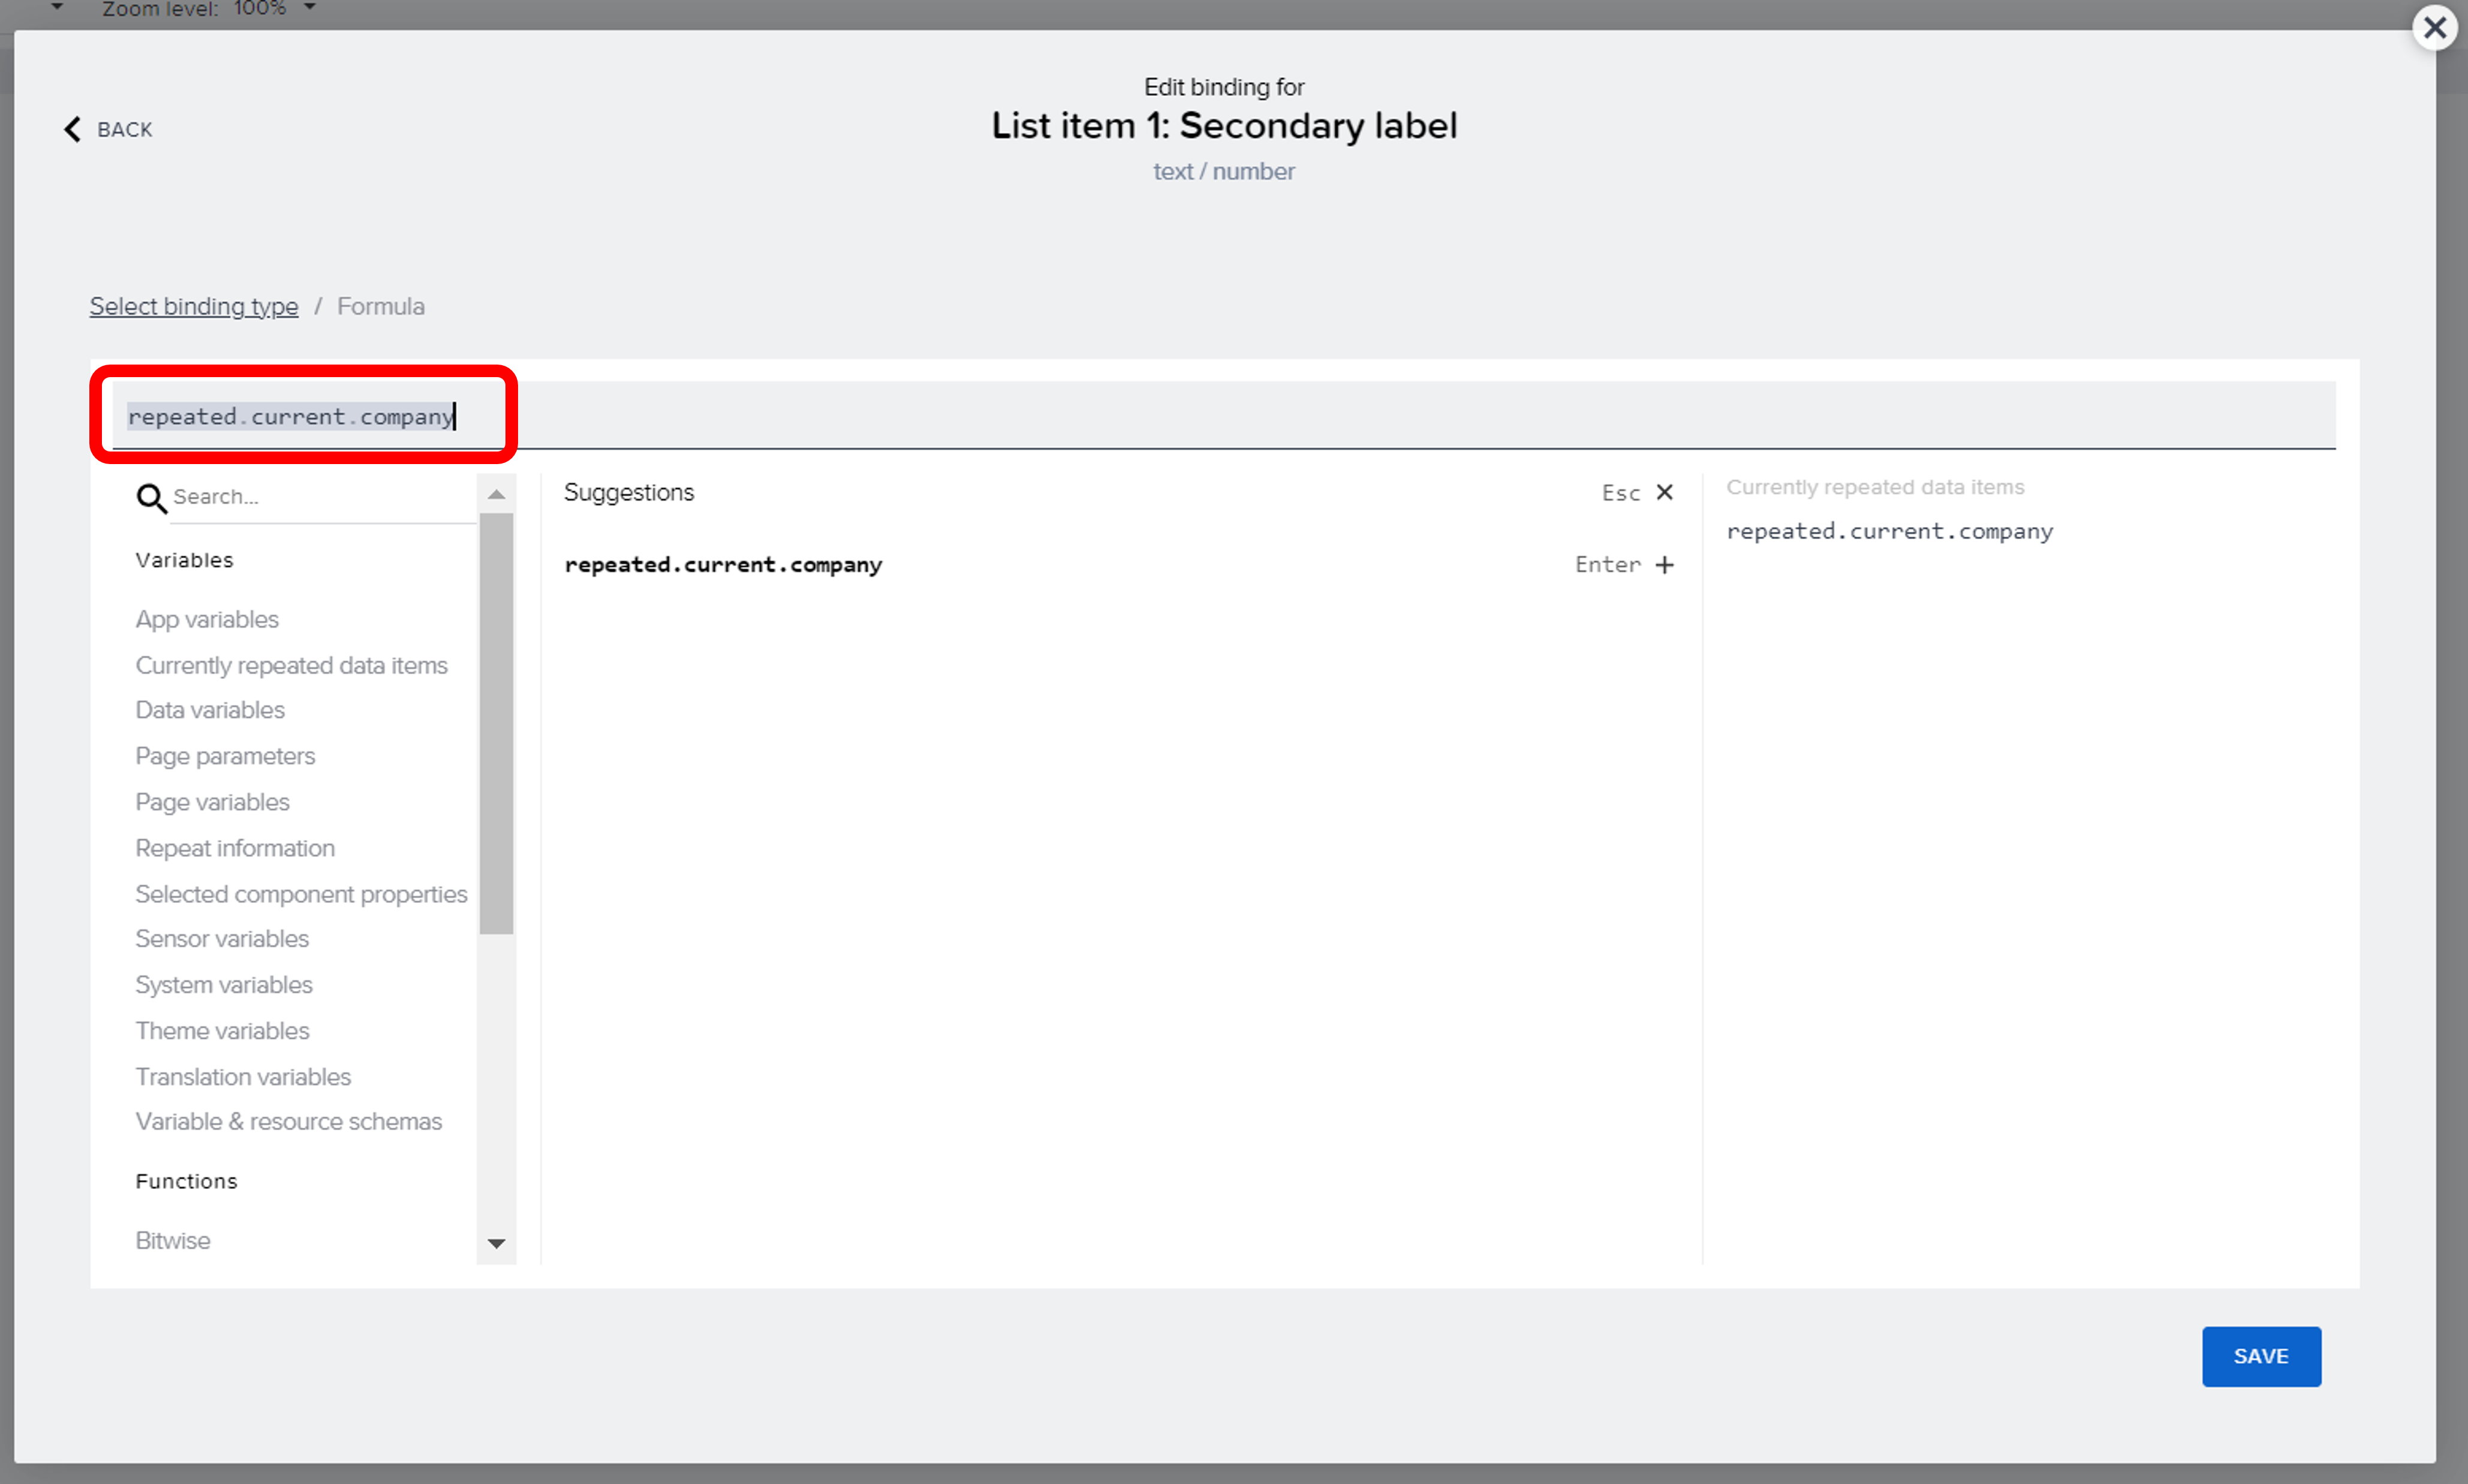 Zoom level: 100%
Edit binding for
BACK
List item 1: Secondary label
text / number
Select binding type / Formula
repeated.current.company
Search...
Suggestions
Esc
Currently repeated data items
repeated.current.company
Variables
repeated.current.company
Enter +
App variables
Currently repeated data items
Data variables
Page parameters
Page variables
Repeat information
Selected component properties
Sensor variables
System variables
Theme variables
Translation variables
Variable & resource schemas
Functions
Bitwise
SAVE